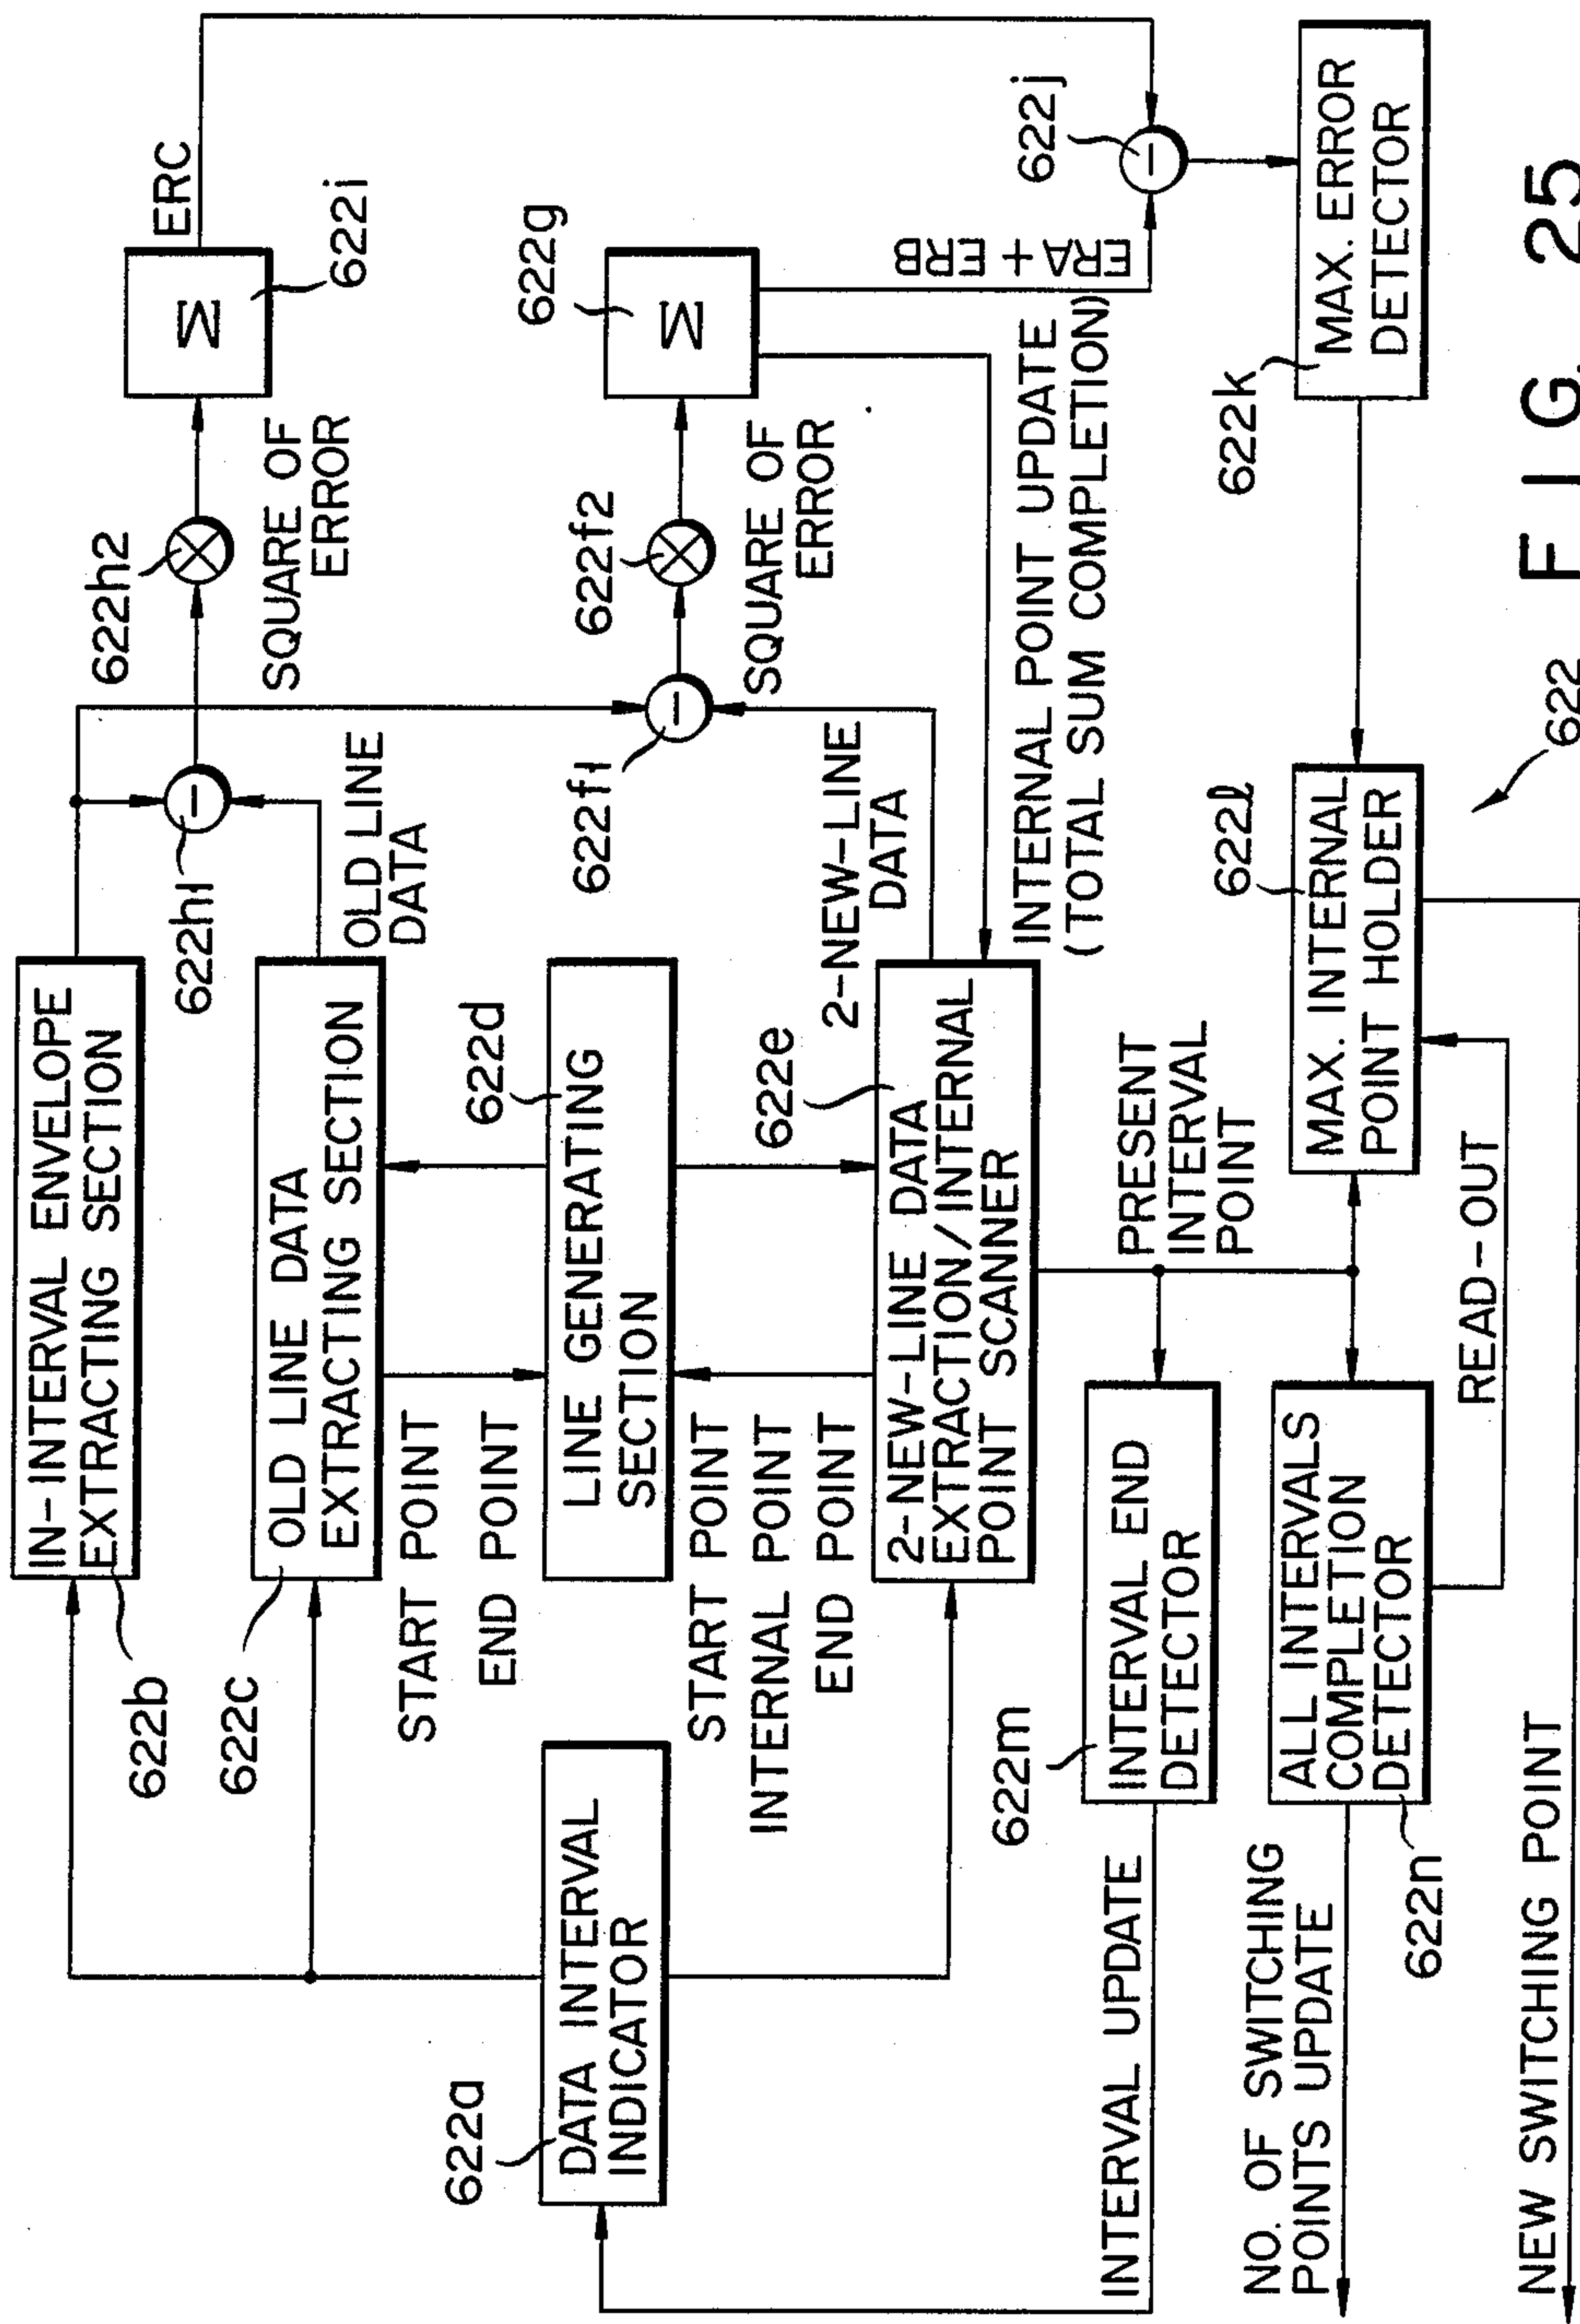 622b
IN-INTERVAL ENVELOPE
EXTRACTING SECTION
622h1
622h2
SQUARE OF
ERROR
ERC
Σ
622i
622c
OLD LINE DATA
EXTRACTING SECTION
OLD LINE
DATA
START POINT
END POINT
622a
DATA INTERVAL
INDICATOR
622d
LINE GENERATING
SECTION
622f1
622f2
SQUARE OF
ERROR
622g
Σ
START POINT
INTERNAL POINT
END POINT
622e
2-NEW-LINE DATA
EXTRACTION/INTERNAL
POINT SCANNER
2-NEW-LINE
DATA
ERA + ERB
INTERNAL POINT UPDATE
(TOTAL SUM COMPLETION)
622j
INTERVAL UPDATE
622m
INTERVAL END
DETECTOR
PRESENT
INTERVAL
POINT
NO. OF SWITCHING
POINTS UPDATE
622n
ALL INTERVALS
COMPLETION
DETECTOR
READ-OUT
622l
MAX. INTERNAL
POINT HOLDER
622k
MAX. ERROR
DETECTOR
NEW SWITCHING POINT
622
FIG. 25